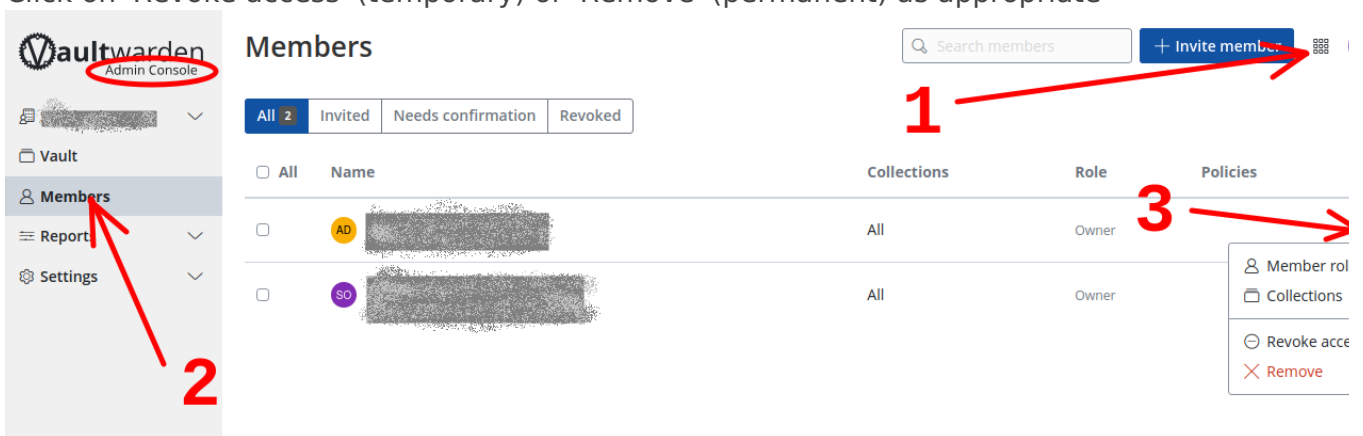 Click on "Revoke access" (temporary) or "Remove" (permanent) as appropriate
Vaultwarden
Admin Console
Members
Search members
+ Invite member
1
All 2
Invited
Needs confirmation
Revoked
Vault
Members
Reports
Settings
2
All
Name
Collections
Role
Policies
AD
All
Owner
3
SO
All
Owner
Member rol
Collections
Revoke acce
Remove